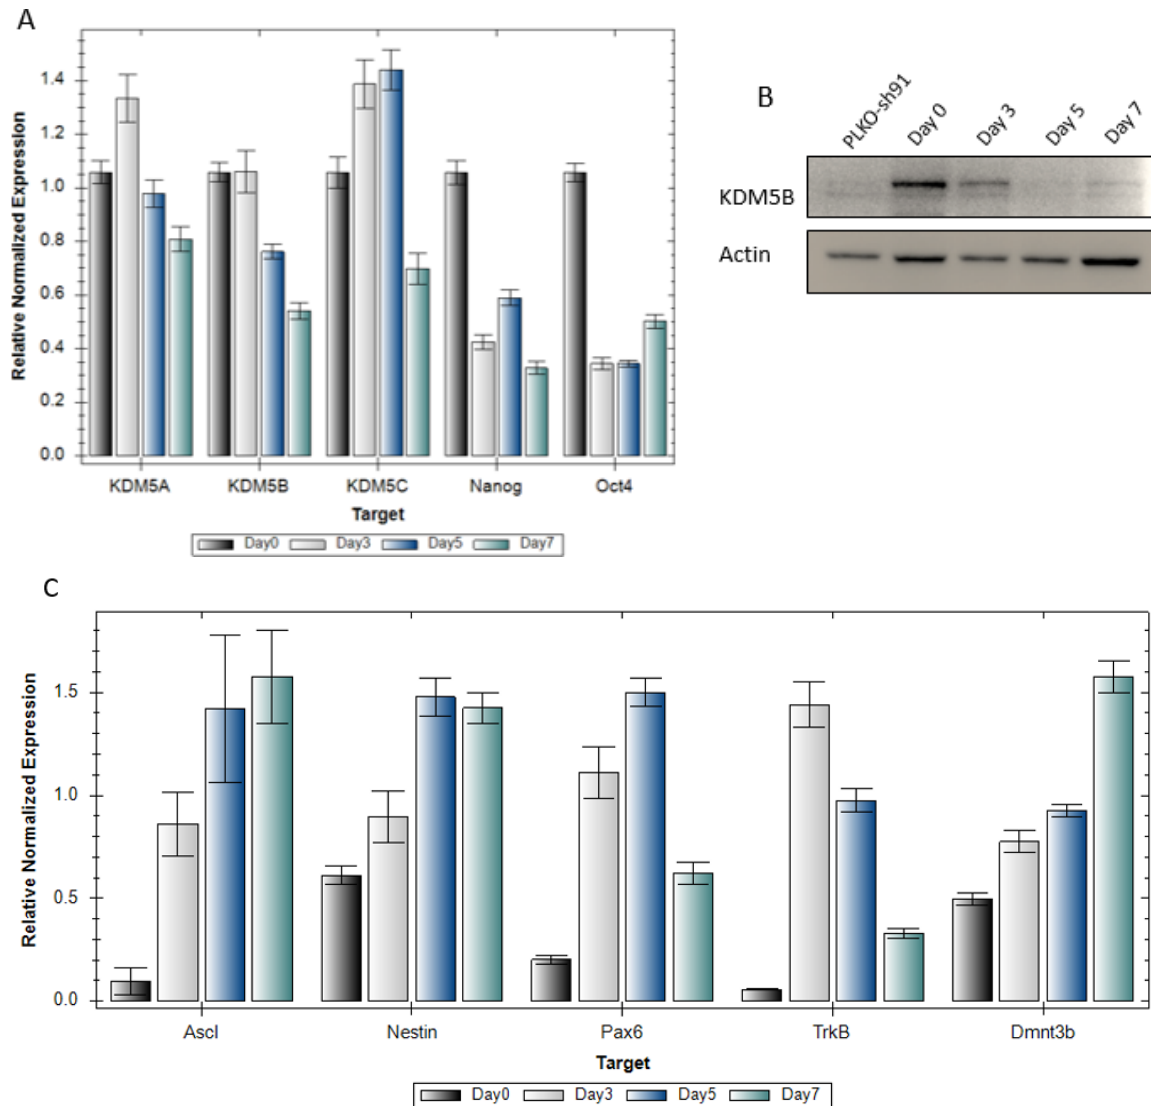 A
Relative Normalized Expression
1.4
1.2
1.0
0.8
0.6
0.4
0.2
0.0
KDM5A KDM5B KDM5C Nanog Oct4
Target
Day0 Day3 Day5 Day7
B
PLKO-sh91 Day 0 Day 3 Day 5 Day 7
KDM5B
Actin
C
Relative Normalized Expression
1.5
1.0
0.5
0.0
Ascl Nestin Pax6 TrkB Dmnt3b
Target
Day0 Day3 Day5 Day7